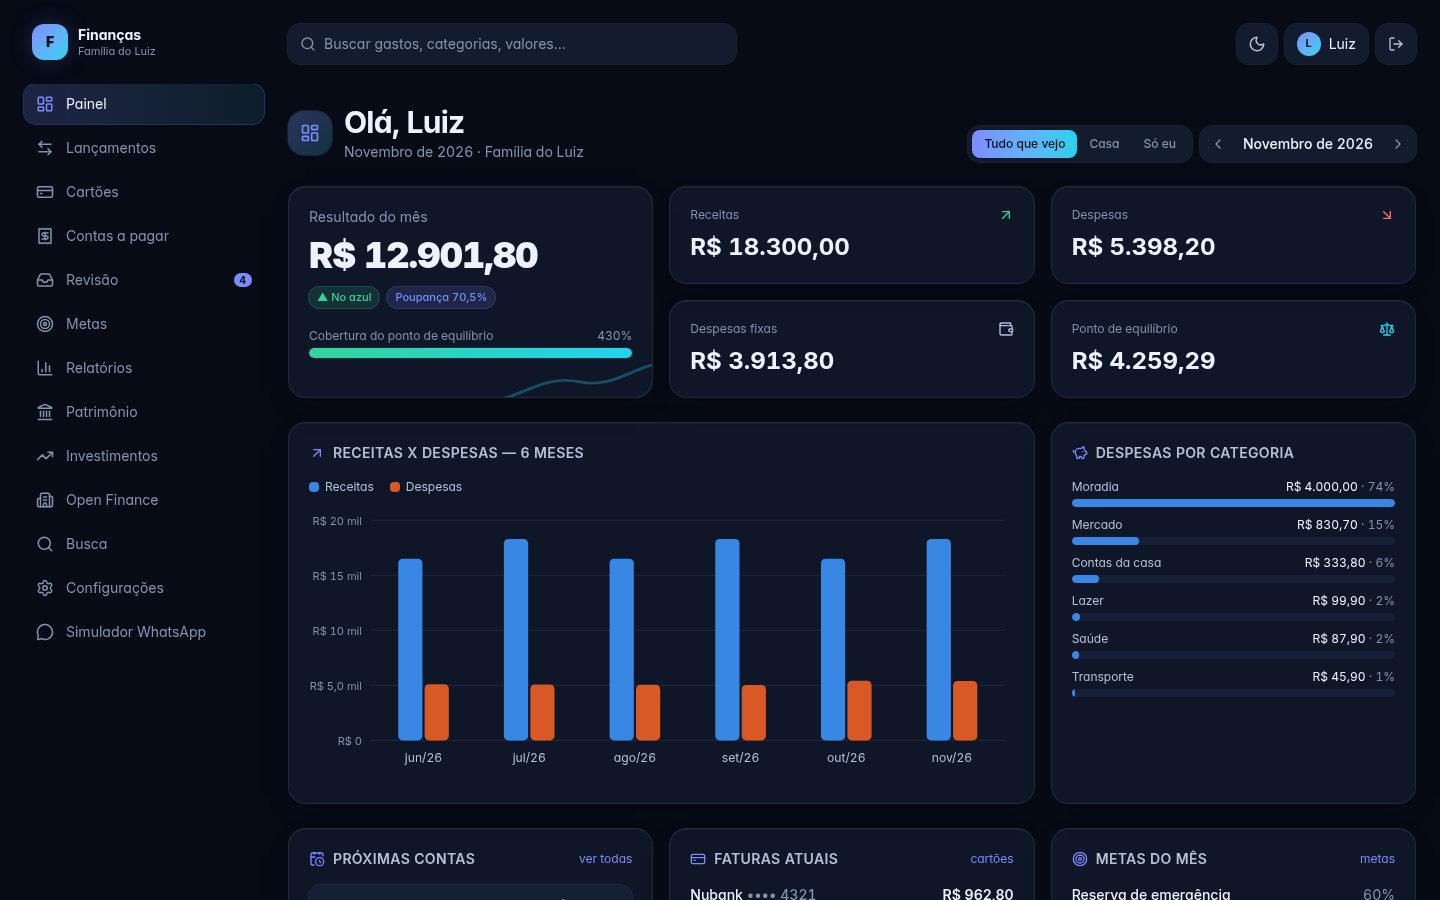 F
Finanças
Família do Luiz
Buscar gastos, categorias, valores...
L
Luiz
Painel
Lançamentos
Cartões
Contas a pagar
Revisão
4
Metas
Relatórios
Patrimônio
Investimentos
Open Finance
Busca
Configurações
Simulador WhatsApp
Olá, Luiz
Novembro de 2026 · Família do Luiz
Tudo que vejo
Casa
Só eu
Novembro de 2026
Resultado do mês
R$ 12.901,80
▲ No azul
Poupança 70,5%
Cobertura do ponto de equilíbrio
430%
Receitas
R$ 18.300,00
Despesas
R$ 5.398,20
Despesas fixas
R$ 3.913,80
Ponto de equilíbrio
R$ 4.259,29
RECEITAS X DESPESAS — 6 MESES
Receitas
Despesas
R$ 20 mil
R$ 15 mil
R$ 10 mil
R$ 5,0 mil
R$ 0
jun/26
jul/26
ago/26
set/26
out/26
nov/26
DESPESAS POR CATEGORIA
Moradia
R$ 4.000,00 · 74%
Mercado
R$ 830,70 · 15%
Contas da casa
R$ 333,80 · 6%
Lazer
R$ 99,90 · 2%
Saúde
R$ 87,90 · 2%
Transporte
R$ 45,90 · 1%
PRÓXIMAS CONTAS
ver todas
FATURAS ATUAIS
cartões
Nubank •••• 4321
R$ 962,80
METAS DO MÊS
metas
Reserva de emergência
60%